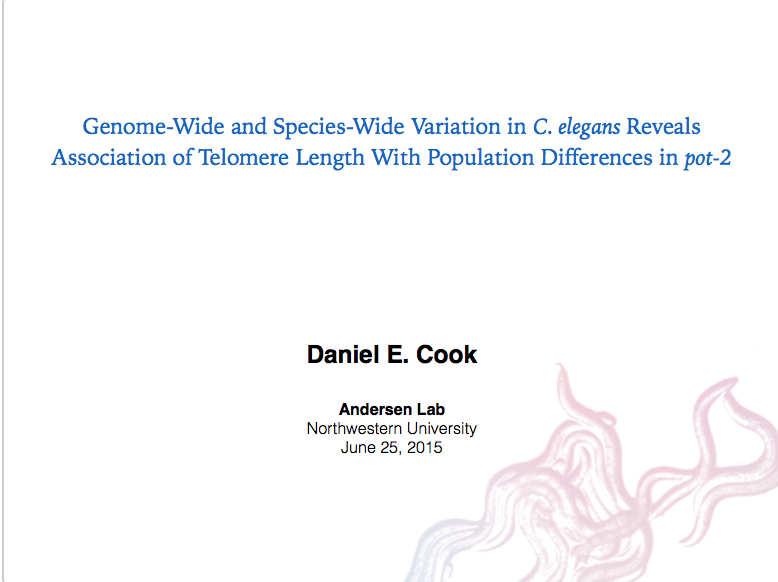 Genome-Wide and Species-Wide Variation in C. elegans Reveals
Association of Telomere Length With Population Differences in pot-2
Daniel E. Cook
Andersen Lab
Northwestern University
June 25, 2015